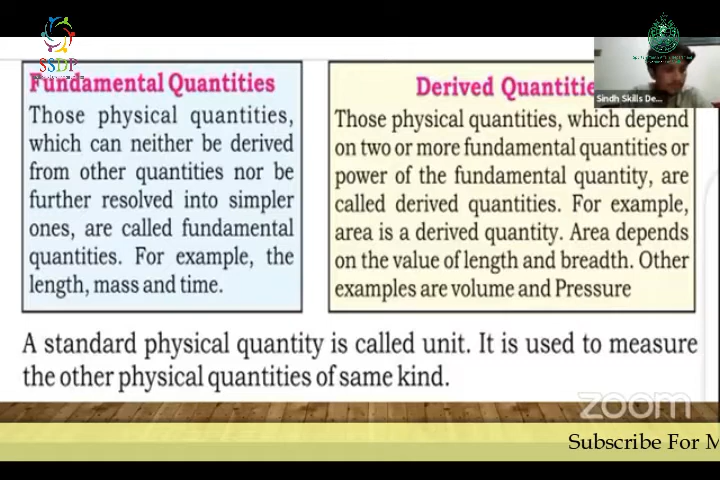 SSDP
Fundamental Quantities
Those physical quantities,
which can neither be derived
from other quantities nor be
further resolved into simpler
ones, are called fundamental
quantities. For example, the
length, mass and time.
Derived Quantitie
Those physical quantities, which depend
on two or more fundamental quantities or
power of the fundamental quantity, are
called derived quantities. For example,
area is a derived quantity. Area depends
on the value of length and breadth. Other
examples are volume and Pressure
Sindh Skills De...
A standard physical quantity is called unit. It is used to measure
the other physical quantities of same kind.
zoom
Subscribe For M